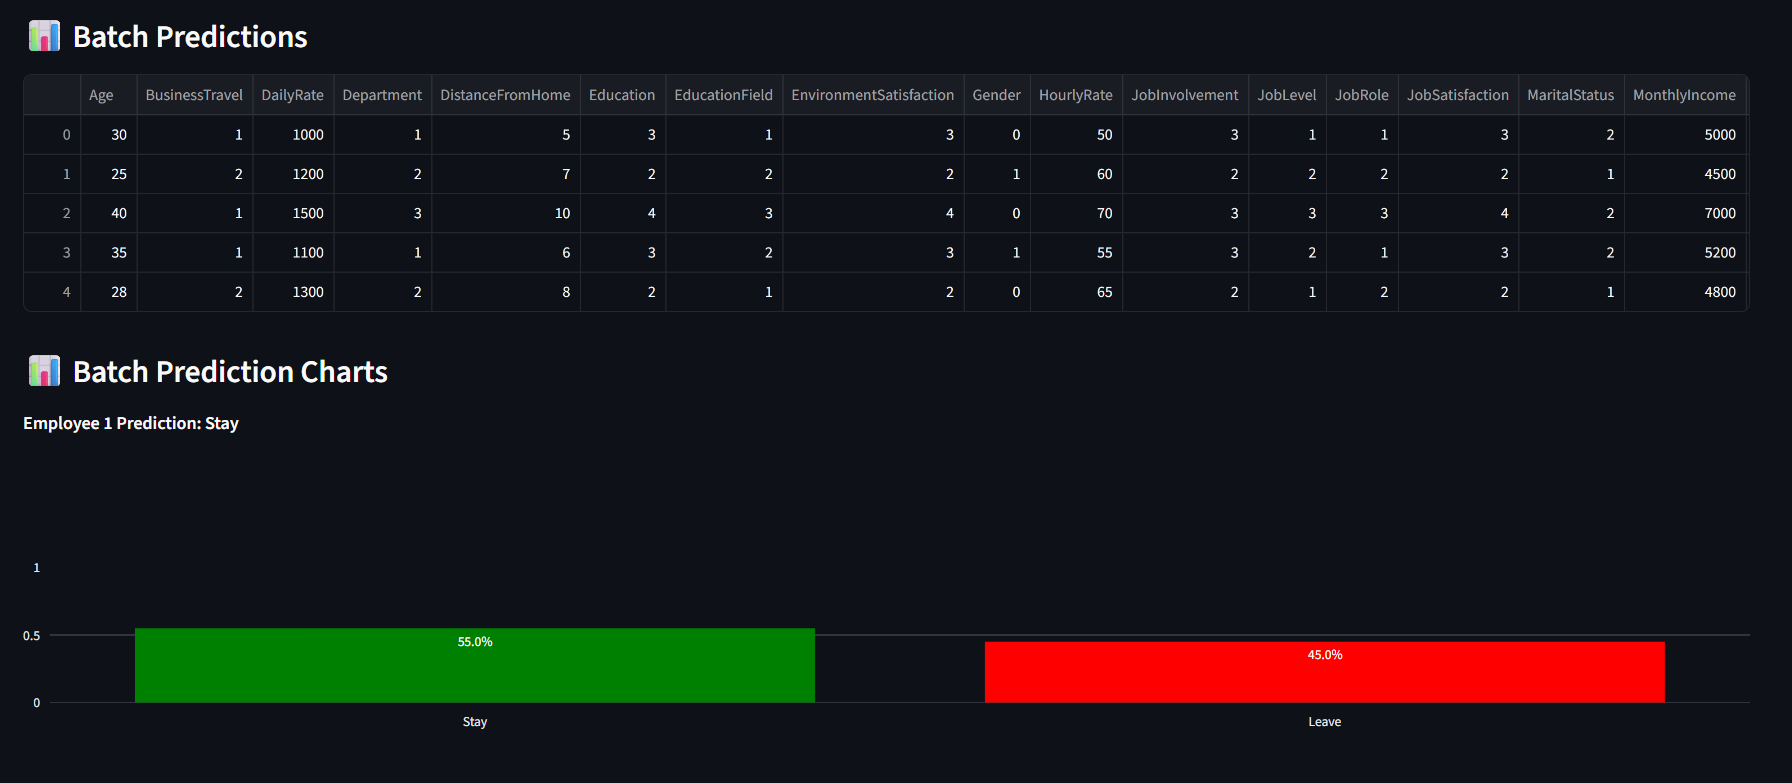 Batch Predictions
Age BusinessTravel DailyRate Department DistanceFromHome Education EducationField EnvironmentSatisfaction Gender HourlyRate JobInvolvement JobLevel JobRole JobSatisfaction MaritalStatus MonthlyIncome
0 30 1 1000 1 5 3 1 3 0 50 3 1 1 3 2 5000
1 25 2 1200 2 7 2 2 2 1 60 2 2 2 2 1 4500
2 40 1 1500 3 10 4 3 4 0 70 3 3 3 4 2 7000
3 35 1 1100 1 6 3 2 3 1 55 3 2 1 3 2 5200
4 28 2 1300 2 8 2 1 2 0 65 2 1 2 2 1 4800
Batch Prediction Charts
Employee 1 Prediction: Stay
1
0.5
55.0% 45.0%
0
Stay Leave